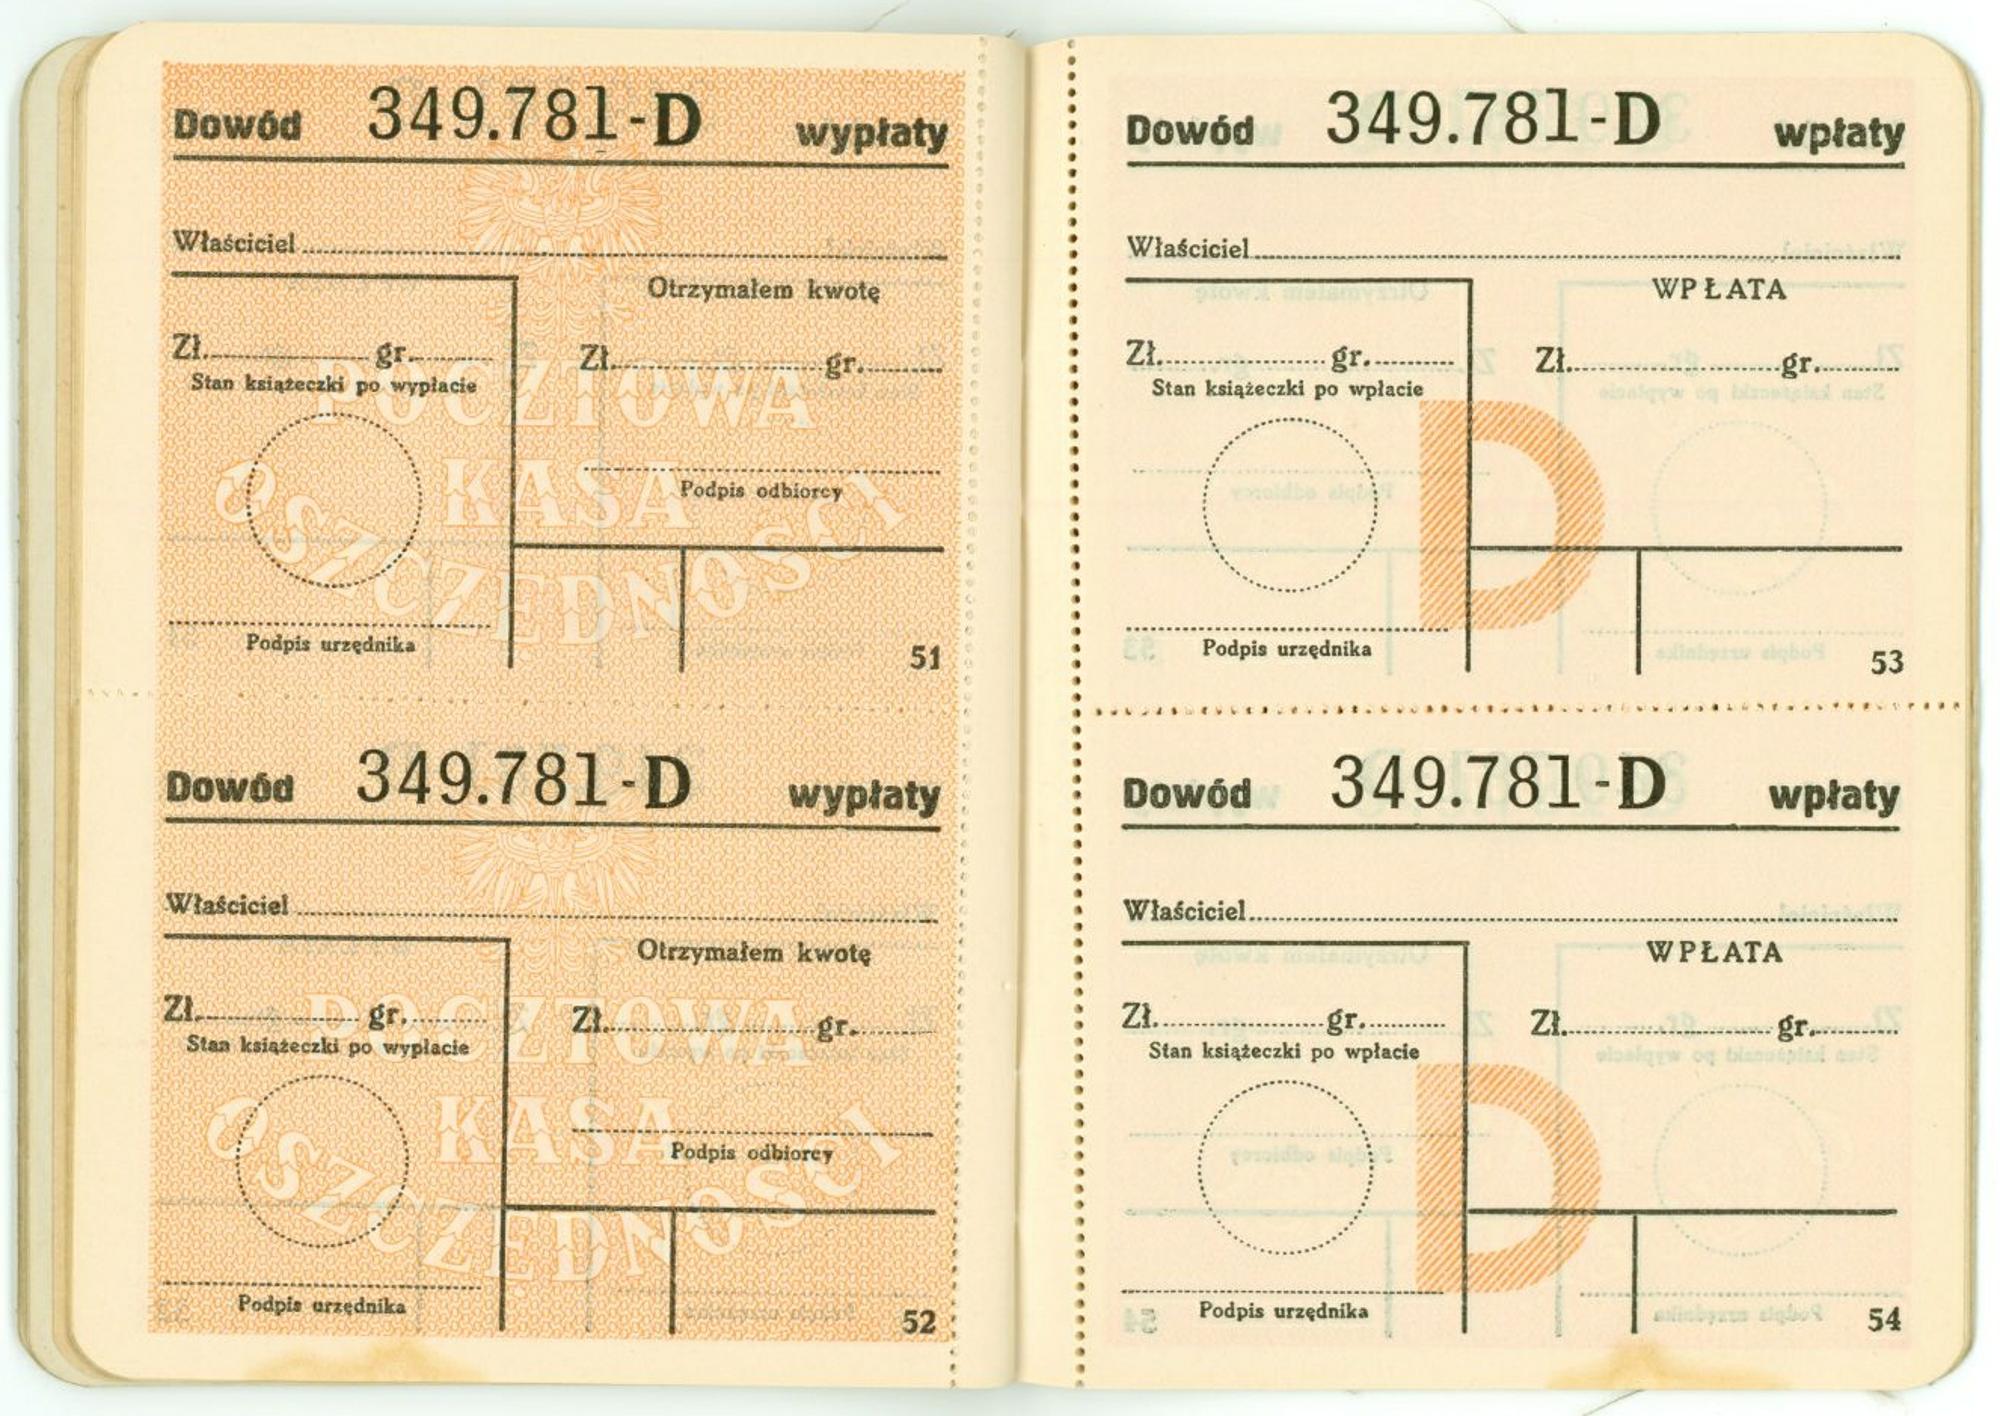 Dowód 349.781-D wypłaty
Właściciel
Otrzymałem kwotę
Zł. gr. Zł. gr.
Stan książeczki po wypłacie
POCZTOWA
KASA
OSZCZĘDNOŚCI
Podpis odbiorcy
Podpis urzędnika
51
Dowód 349.781-D wypłaty
Właściciel
Otrzymałem kwotę
Zł. gr. Zł. gr.
Stan książeczki po wypłacie
POCZTOWA
KASA
OSZCZĘDNOŚCI
Podpis odbiorcy
Podpis urzędnika
52
Dowód 349.781-D wpłaty
Właściciel
WPŁATA
Zł. gr. Zł. gr.
Stan książeczki po wpłacie
D
Podpis urzędnika
53
Dowód 349.781-D wpłaty
Właściciel
WPŁATA
Zł. gr. Zł. gr.
Stan książeczki po wpłacie
D
Podpis urzędnika
54